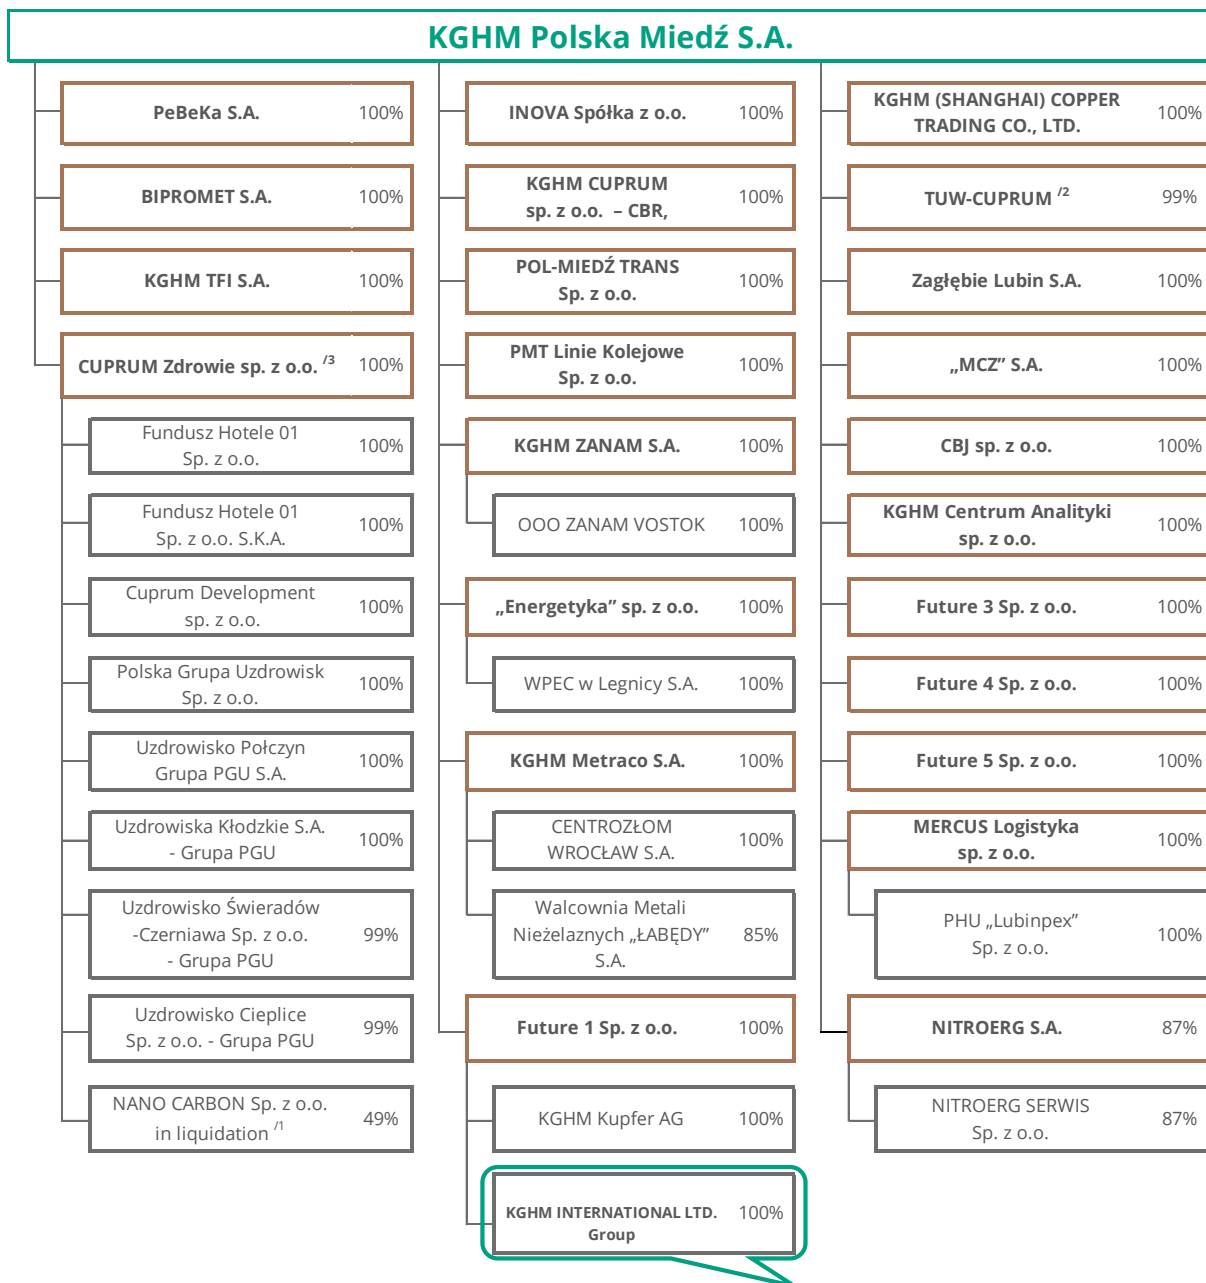 KGHM Polska Miedź S.A.
PeBeKa S.A. 100%
BIPROMET S.A. 100%
KGHM TFI S.A. 100%
CUPRUM Zdrowie sp. z o.o. /3 100%
Fundusz Hotele 01
Sp. z o.o.
100%
Fundusz Hotele 01
Sp. z o.o. S.K.A.
100%
Cuprum Development
sp. z o.o.
100%
Polska Grupa Uzdrowisk
Sp. z o.o.
100%
Uzdrowisko Połczyn
Grupa PGU S.A.
100%
Uzdrowiska Kłodzkie S.A.
- Grupa PGU
100%
Uzdrowisko Świeradów
-Czerniawa Sp. z o.o.
- Grupa PGU
99%
Uzdrowisko Cieplice
Sp. z o.o. - Grupa PGU
99%
NANO CARBON Sp. z o.o.
in liquidation /1
49%
INOVA Spółka z o.o. 100%
KGHM CUPRUM
sp. z o.o. – CBR,
100%
POL-MIEDŹ TRANS
Sp. z o.o.
100%
PMT Linie Kolejowe
Sp. z o.o.
100%
KGHM ZANAM S.A. 100%
OOO ZANAM VOSTOK 100%
„Energetyka” sp. z o.o. 100%
WPEC w Legnicy S.A. 100%
KGHM Metraco S.A. 100%
CENTROZŁOM
WROCŁAW S.A.
100%
Walcownia Metali
Nieżelaznych „ŁABĘDY”
S.A.
85%
Future 1 Sp. z o.o. 100%
KGHM Kupfer AG 100%
KGHM INTERNATIONAL LTD.
Group
100%
KGHM (SHANGHAI) COPPER
TRADING CO., LTD.
100%
TUW-CUPRUM /2 99%
Zagłębie Lubin S.A. 100%
„MCZ” S.A. 100%
CBJ sp. z o.o. 100%
KGHM Centrum Analityki
sp. z o.o.
100%
Future 3 Sp. z o.o. 100%
Future 4 Sp. z o.o. 100%
Future 5 Sp. z o.o. 100%
MERCUS Logistyka
sp. z o.o.
100%
PHU „Lubinpex”
Sp. z o.o.
100%
NITROERG S.A. 87%
NITROERG SERWIS
Sp. z o.o.
87%